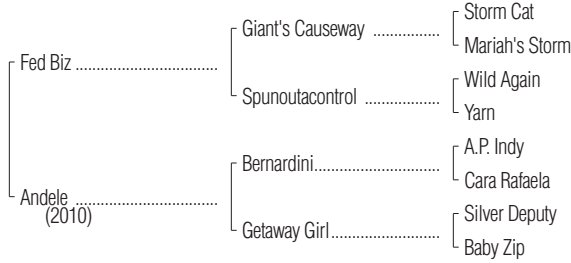 Storm Cat
Giant's Causeway ..................
Mariah's Storm
Fed Biz ......................................
Wild Again
Spunoutacontrol ....................
Yarn
A.P. Indy
Bernardini.................................
Cara Rafaela
Andele ......................................
(2010)
Silver Deputy
Getaway Girl.............................
Baby Zip